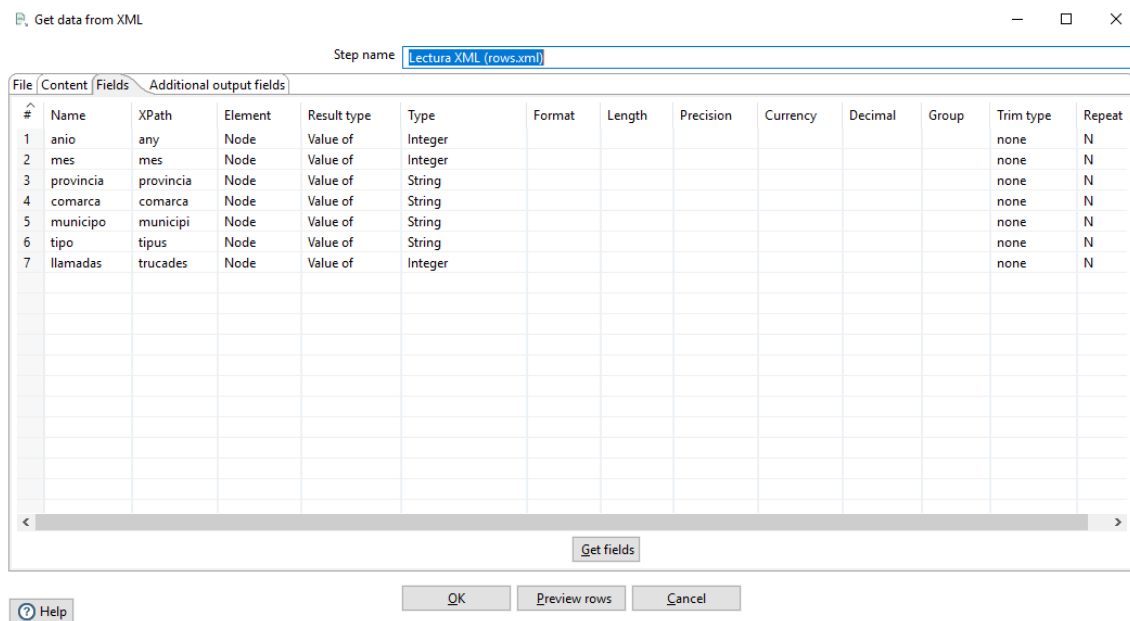 Get data from XML
Step name Lectura XML (rows.xml)
File Content Fields Additional output fields
# Name XPath Element Result type Type Format Length Precision Currency Decimal Group Trim type Repeat
1 anio any Node Value of Integer none N
2 mes mes Node Value of Integer none N
3 provincia provincia Node Value of String none N
4 comarca comarca Node Value of String none N
5 municipo municipi Node Value of String none N
6 tipo tipus Node Value of String none N
7 llamadas trucades Node Value of Integer none N
Get fields
OK Preview rows Cancel
Help